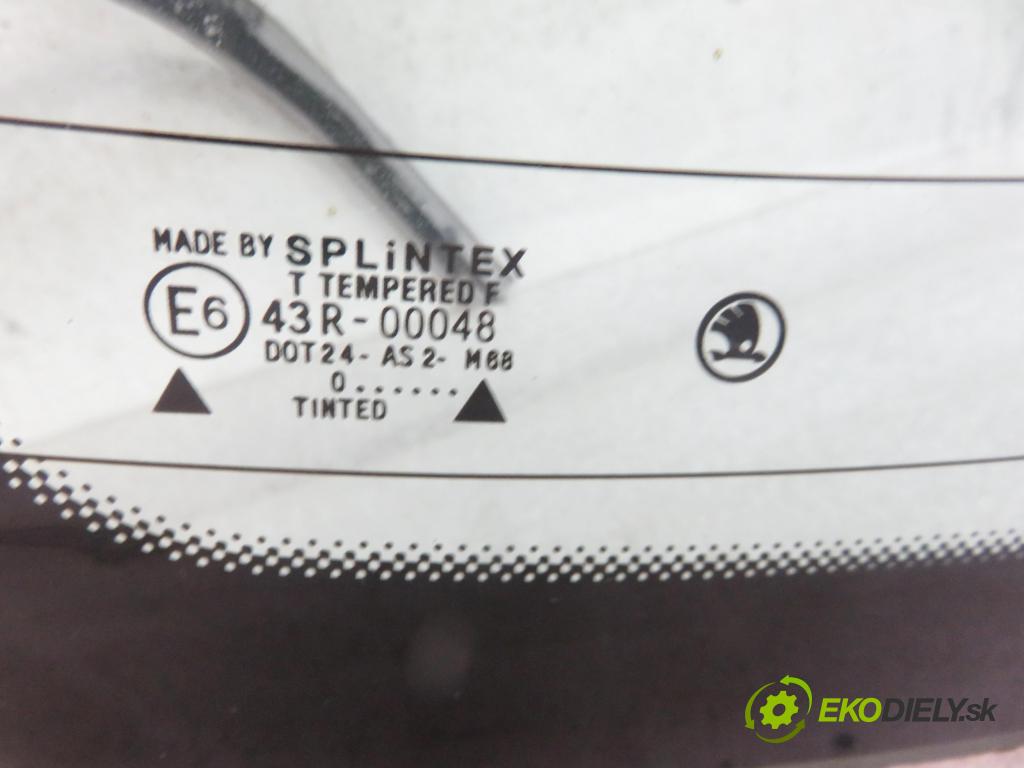 MADE BY SPLiNTEX
T TEMPERED F
E6 43R-00048
DOT24- AS2- M68
0......
TINTED
EKODIELY.sk